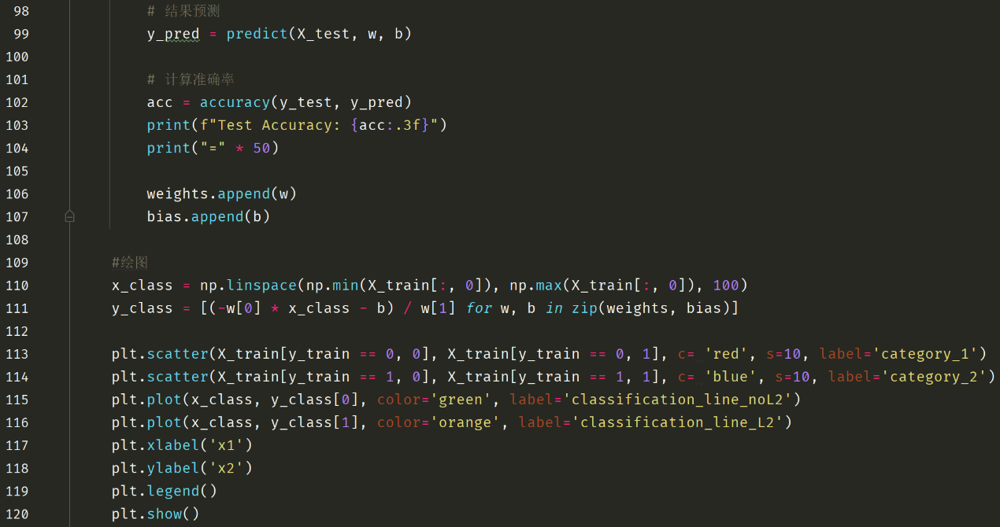 98 # 结果预测
99 y_pred = predict(X_test, w, b)
100
101 # 计算准确率
102 acc = accuracy(y_test, y_pred)
103 print(f"Test Accuracy: {acc:.3f}")
104 print("=" * 50)
105
106 weights.append(w)
107 bias.append(b)
108
109 #绘图
110 x_class = np.linspace(np.min(X_train[:, 0]), np.max(X_train[:, 0]), 100)
111 y_class = [(-w[0] * x_class - b) / w[1] for w, b in zip(weights, bias)]
112
113 plt.scatter(X_train[y_train == 0, 0], X_train[y_train == 0, 1], c= 'red', s=10, label='category_1')
114 plt.scatter(X_train[y_train == 1, 0], X_train[y_train == 1, 1], c= 'blue', s=10, label='category_2')
115 plt.plot(x_class, y_class[0], color='green', label='classification_line_noL2')
116 plt.plot(x_class, y_class[1], color='orange', label='classification_line_L2')
117 plt.xlabel('x1')
118 plt.ylabel('x2')
119 plt.legend()
120 plt.show()